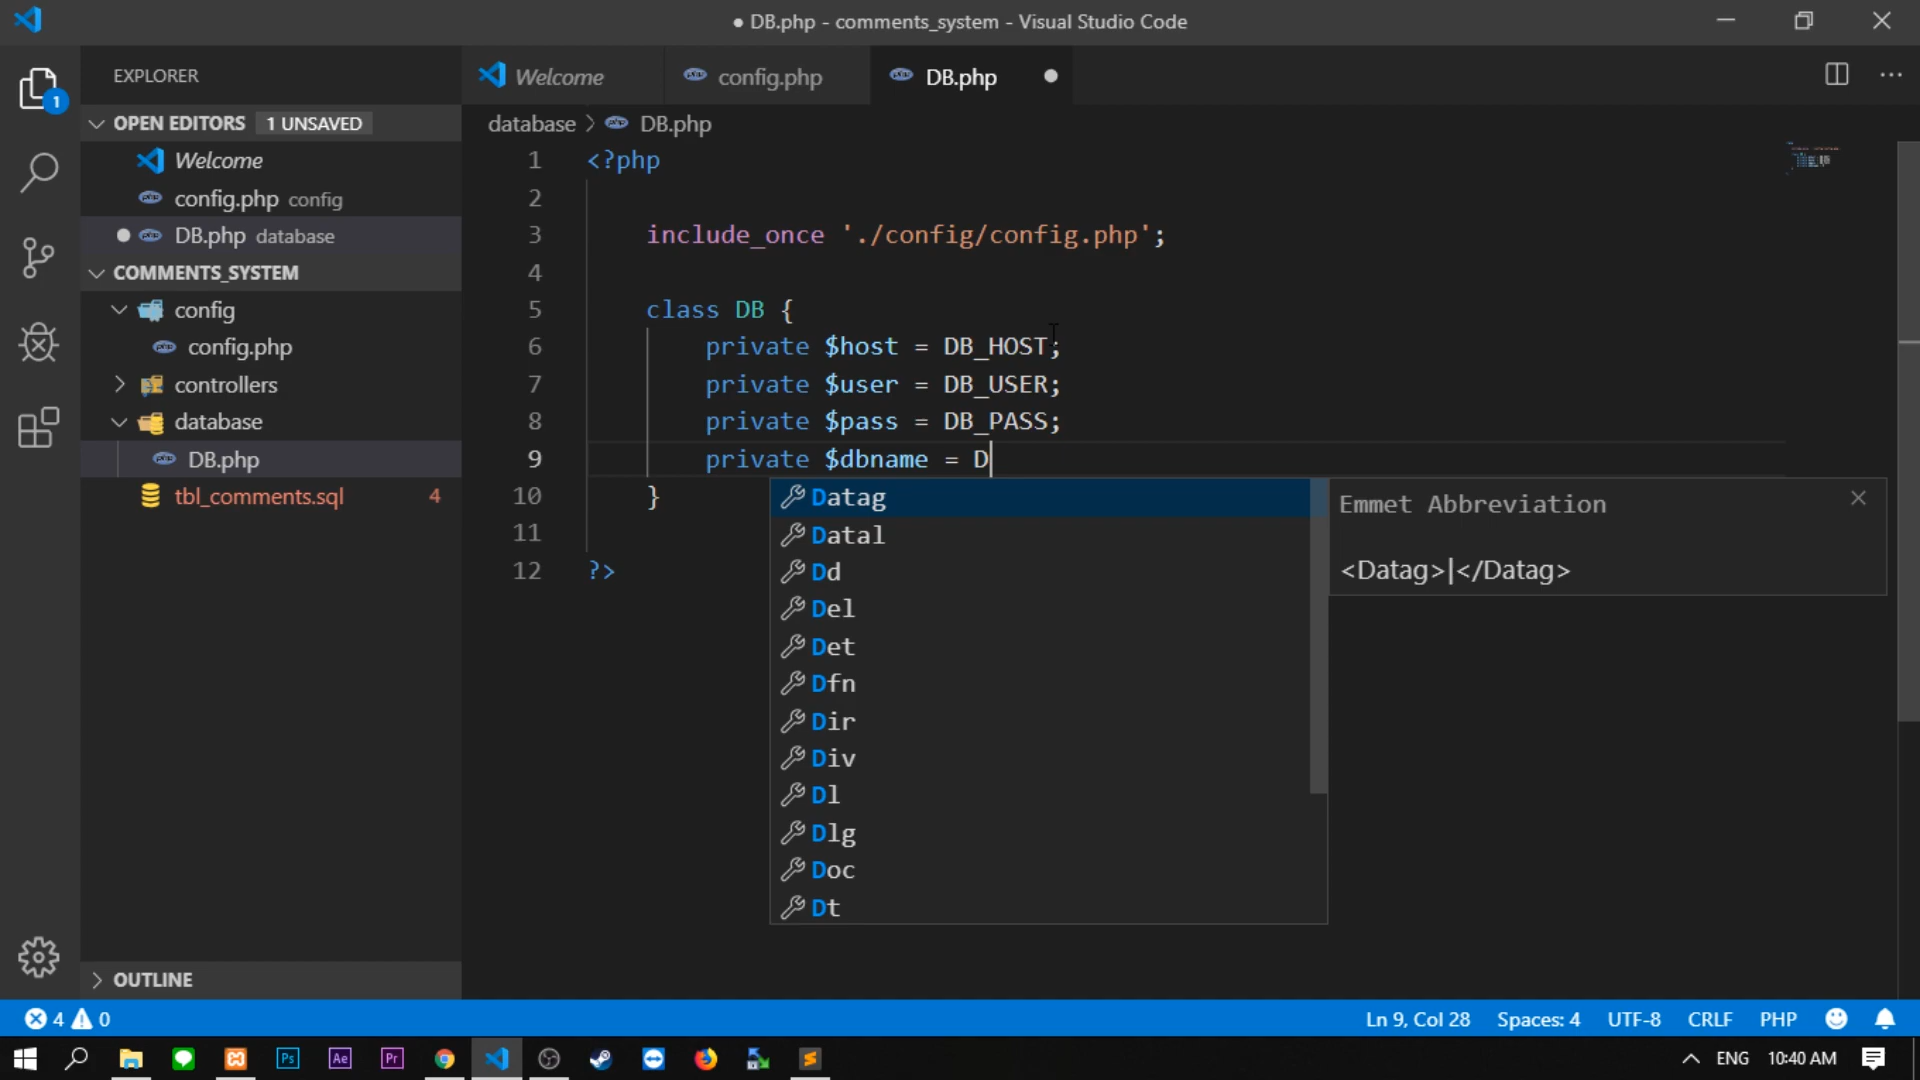 ● DB.php - comments_system - Visual Studio Code
EXPLORER
1
OPEN EDITORS 1 UNSAVED
Welcome
config.php config
DB.php database
COMMENTS_SYSTEM
config
config.php
controllers
database
DB.php
tbl_comments.sql 4
OUTLINE
Welcome config.php DB.php
database > DB.php
1 <?php
2
3 include_once './config/config.php';
4
5 class DB {
6 private $host = DB_HOST;
7 private $user = DB_USER;
8 private $pass = DB_PASS;
9 private $dbname = D
10 }
11
12 ?>
Datag
Datal
Dd
Del
Det
Dfn
Dir
Div
Dl
Dlg
Doc
Dt
Emmet Abbreviation
<Datag>|</Datag>
4 0
Ln 9, Col 28 Spaces: 4 UTF-8 CRLF PHP
Ps Ae Pr
ENG 10:40 AM